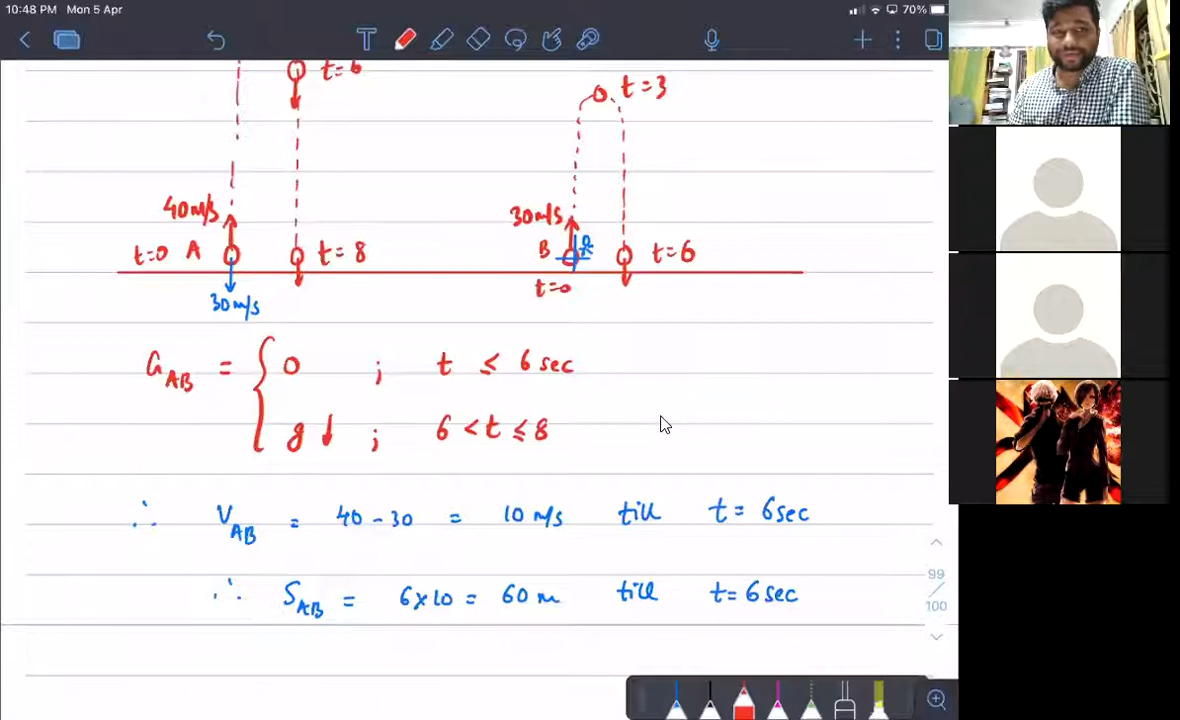 10:48 PM Mon 5 Apr 70%
t=6
t=3
40m/s 30m/s
t=0 A t=8 B t=6
30m/s t=0
a_AB = { 0 ; t ≤ 6 sec
g↓ ; 6 < t ≤ 8
∴ V_AB = 40-30 = 10 m/s till t = 6sec
∴ S_AB = 6×10 = 60 m till t = 6sec
99
/
100